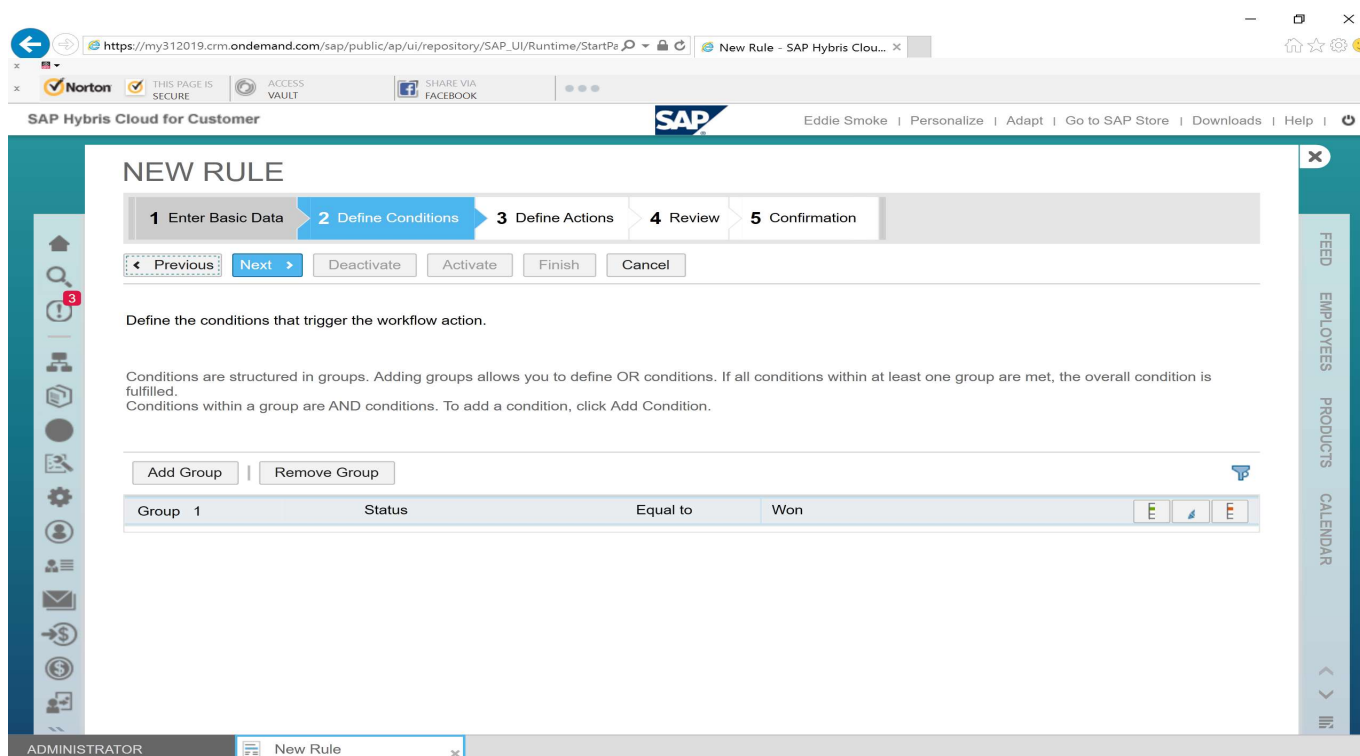 https://my312019.crm.ondemand.com/sap/public/ap/ui/repository/SAP_UI/Runtime/StartPa
New Rule - SAP Hybris Clou...
Norton
THIS PAGE IS SECURE
ACCESS VAULT
SHARE VIA FACEBOOK
SAP Hybris Cloud for Customer
SAP
Eddie Smoke | Personalize | Adapt | Go to SAP Store | Downloads | Help |
NEW RULE
1 Enter Basic Data
2 Define Conditions
3 Define Actions
4 Review
5 Confirmation
Previous
Next
Deactivate
Activate
Finish
Cancel
3
Define the conditions that trigger the workflow action.
Conditions are structured in groups. Adding groups allows you to define OR conditions. If all conditions within at least one group are met, the overall condition is
fulfilled.
Conditions within a group are AND conditions. To add a condition, click Add Condition.
Add Group | Remove Group
Group 1 Status Equal to Won
FEED
EMPLOYEES
PRODUCTS
CALENDAR
ADMINISTRATOR
New Rule